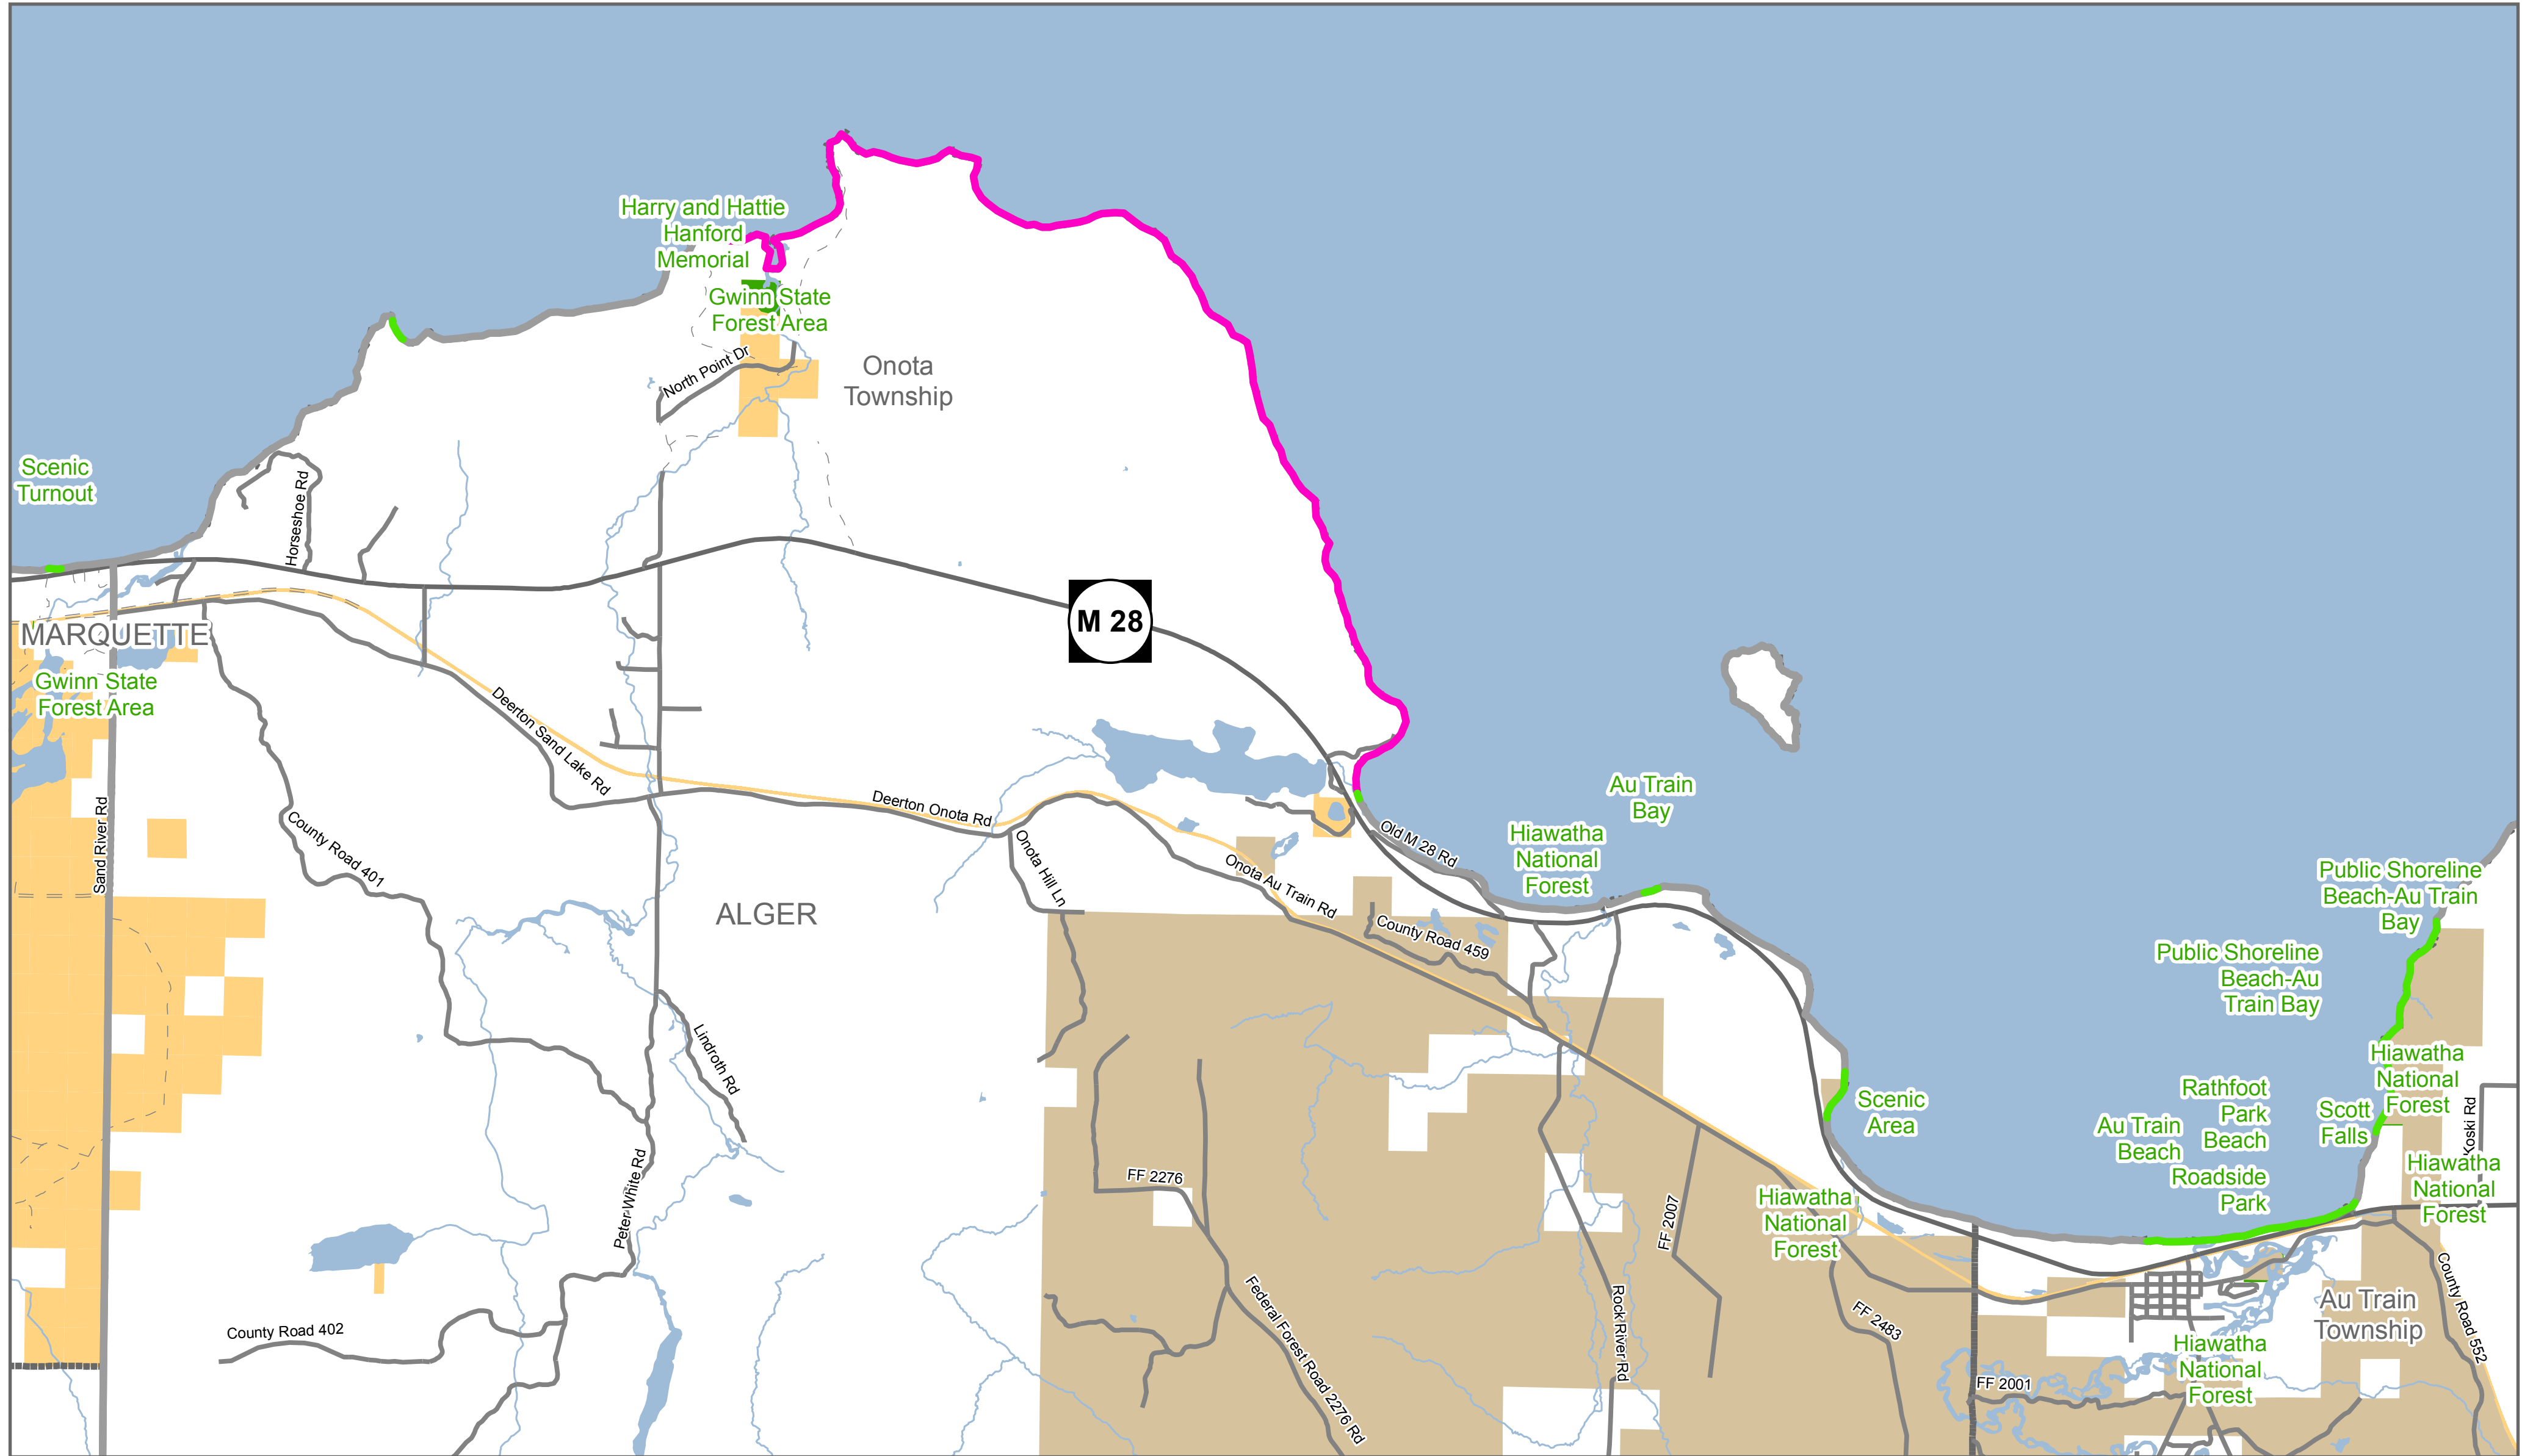 Harry and Hattie
Hanford
Memorial
Gwinn State
Forest Area
North Point Dr
Onota
Township
Scenic
Turnout
Horseshoe Rd
M 28
MARQUETTE
Gwinn State
Forest Area
Deerton Sand Lake Rd
Deerton Onota Rd
Sand River Rd
County Road 401
Onota Hill Ln
Onota Au Train Rd
Old M 28 Rd
Au Train
Bay
Hiawatha
National
Forest
Public Shoreline
Beach-Au Train
Bay
ALGER
County Road 459
Public Shoreline
Beach-Au
Train Bay
Lindroth Rd
Hiawatha
National
Forest
Scenic
Area
Rathfoot
Park
Beach
Au Train
Beach
Scott
Falls
Koski Rd
Roadside
Park
Hiawatha
National
Forest
Peter White Rd
FF 2276
FF 2007
Hiawatha
National
Forest
County Road 402
Federal Forest Road 2276 Rd
Rock River Rd
FF 2483
Au Train
Township
County Road 552
Hiawatha
National
Forest
FF 2001